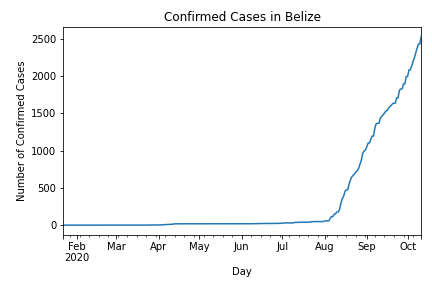 Confirmed Cases in Belize
Number of Confirmed Cases
2500
2000
1500
1000
500
0
Feb Mar Apr May Jun Jul Aug Sep Oct
2020
Day